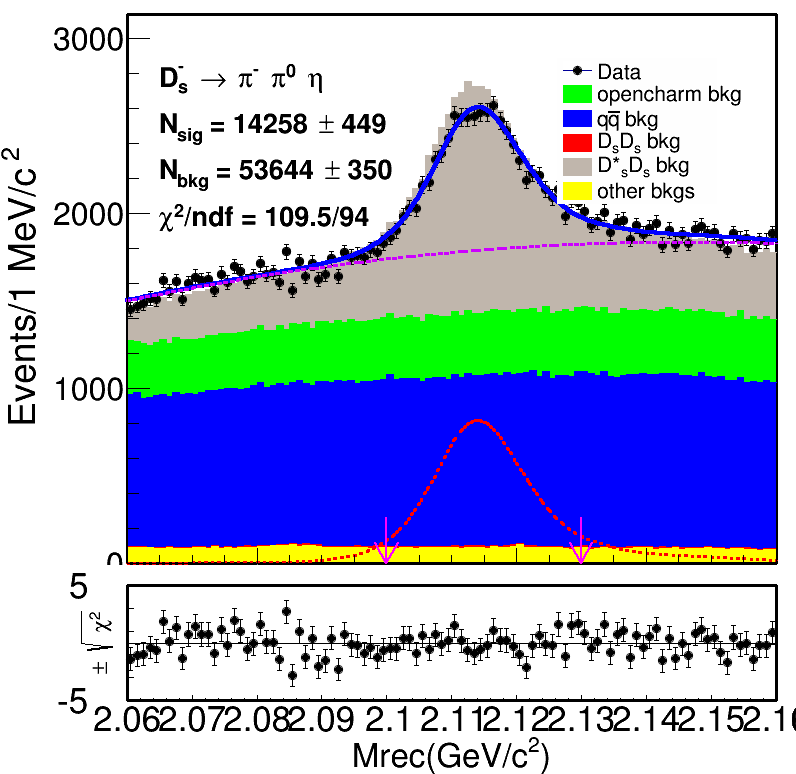 3000
2000
1000
0
Events/1 MeV/c²
Dₛ⁻ → π⁻ π⁰ η
N_sig = 14258 ± 449
N_bkg = 53644 ± 350
χ²/ndf = 109.5/94
Data
opencharm bkg
qq̅ bkg
DₛDₛ bkg
D*ₛDₛ bkg
other bkgs
5
-5
± √χ²
2.06 2.07 2.08 2.09 2.1 2.11 2.12 2.13 2.14 2.15 2.16
Mrec(GeV/c²)